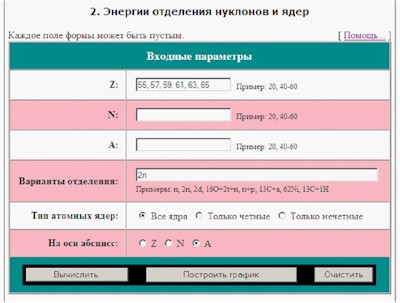 2. Энергии отделения нуклонов и ядер
Каждое поле формы может быть пустым. [ Помощь... ]
Входные параметры
Z: 55, 57, 59, 61, 63, 65 Пример: 20, 40-60
N: Пример: 20, 40-60
A: Пример: 20, 40-60
Варианты отделения: 2n
Примеры: n, 2n, 2d, 16O+2t+n, n+p, 13C+a, 62Ni, 13C+1H
Тип атомных ядер: Все ядра Только четные Только нечетные
На оси абсцисс: Z N A
Вычислить Построить график Очистить